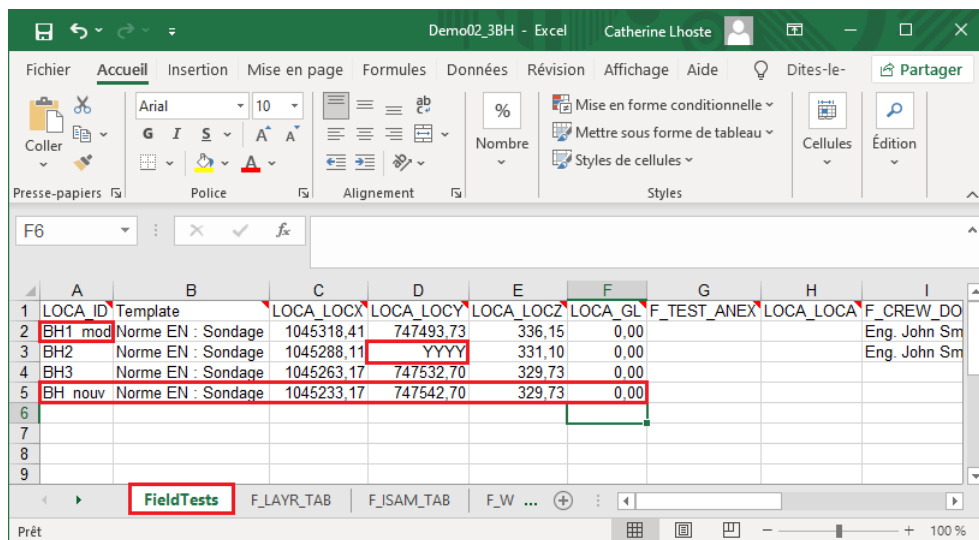 Demo02_3BH - Excel Catherine Lhoste
Fichier Accueil Insertion Mise en page Formules Données Révision Affichage Aide Dites-le- Partager
Arial 10 ab % Mise en forme conditionnelle
Coller G I S A A Nombre Mettre sous forme de tableau Cellules Édition
A Styles de cellules
Presse-papiers Police Alignement Styles
F6 fx
A B C D E F G H I
1 LOCA_ID Template LOCA_LOCX LOCA_LOCY LOCA_LOCZ LOCA_GL F_TEST_ANEX LOCA_LOCA F_CREW_DO
2 BH1 mod Norme EN : Sondage 1045318,41 747493,73 336,15 0,00 Eng. John Sm
3 BH2 Norme EN : Sondage 1045288,11 YYYY 331,10 0,00 Eng. John Sm
4 BH3 Norme EN : Sondage 1045263,17 747532,70 329,73 0,00
5 BH nouv Norme EN : Sondage 1045233,17 747542,70 329,73 0,00
6
7
8
9
FieldTests F_LAYR_TAB F_ISAM_TAB F_W ...
Prêt 100 %